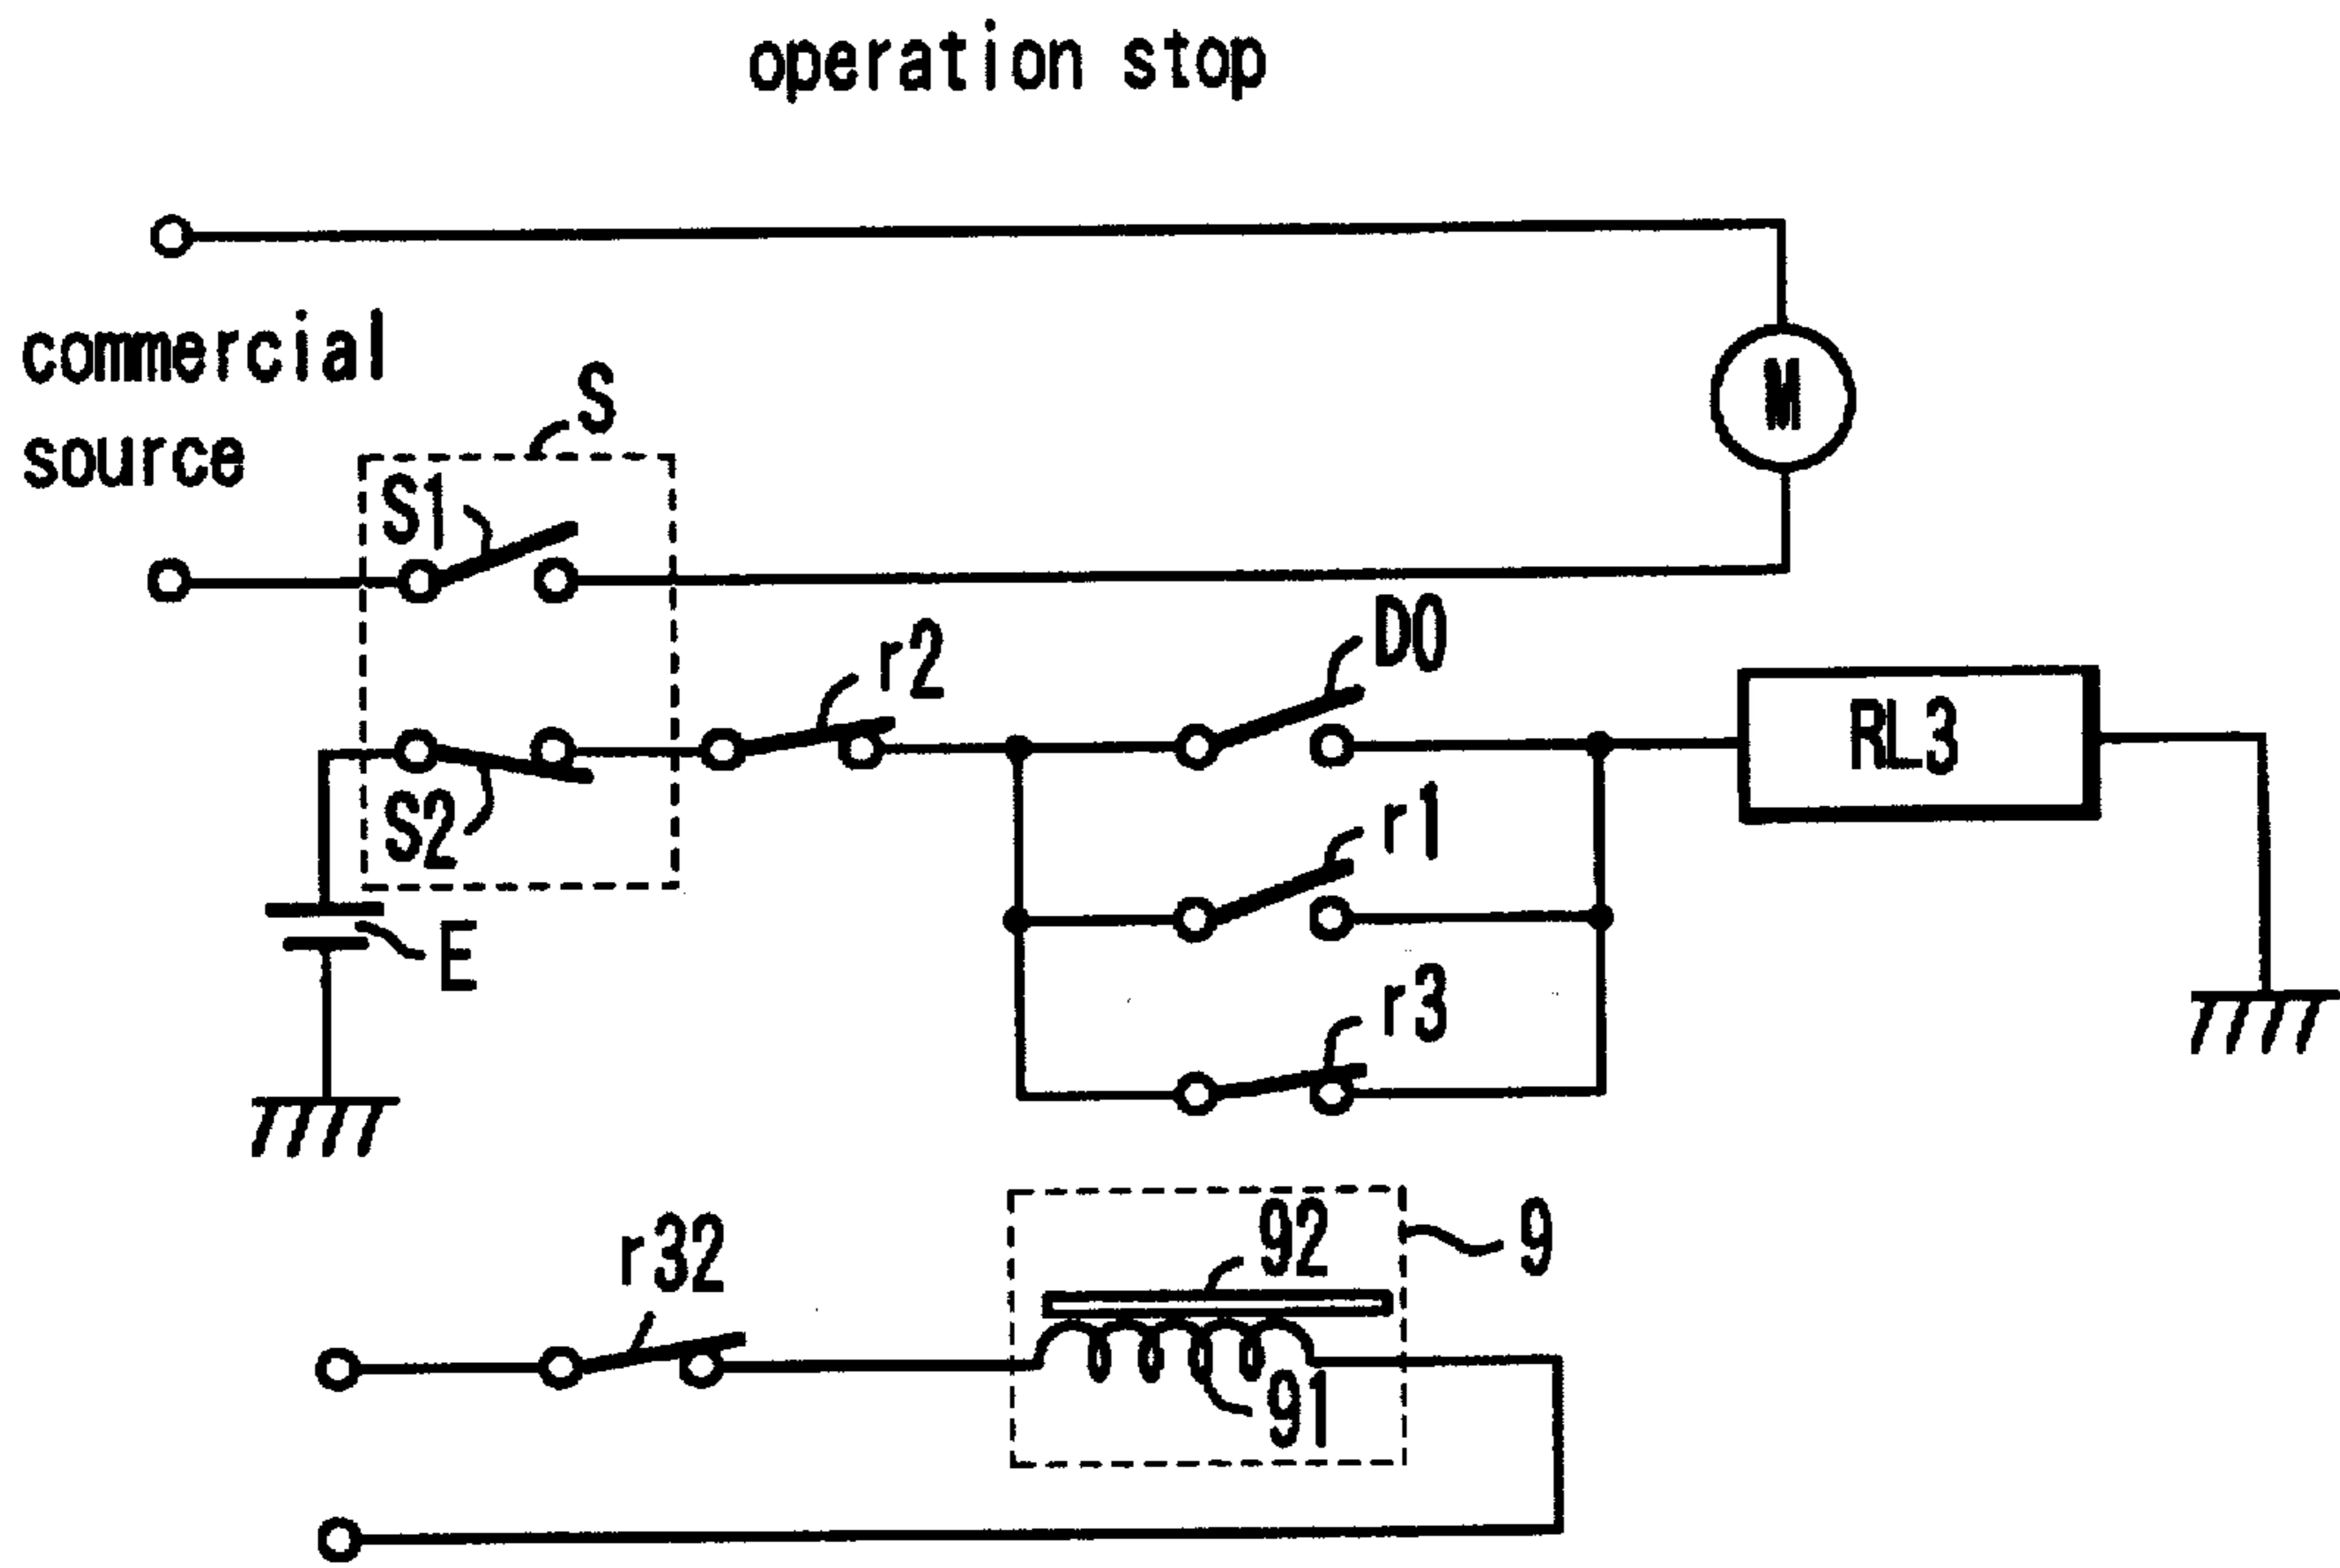 operation stop
commercial
source
S
S1
M
r2
D0
S2
RL3
r1
E
r3
r32
92
9
91